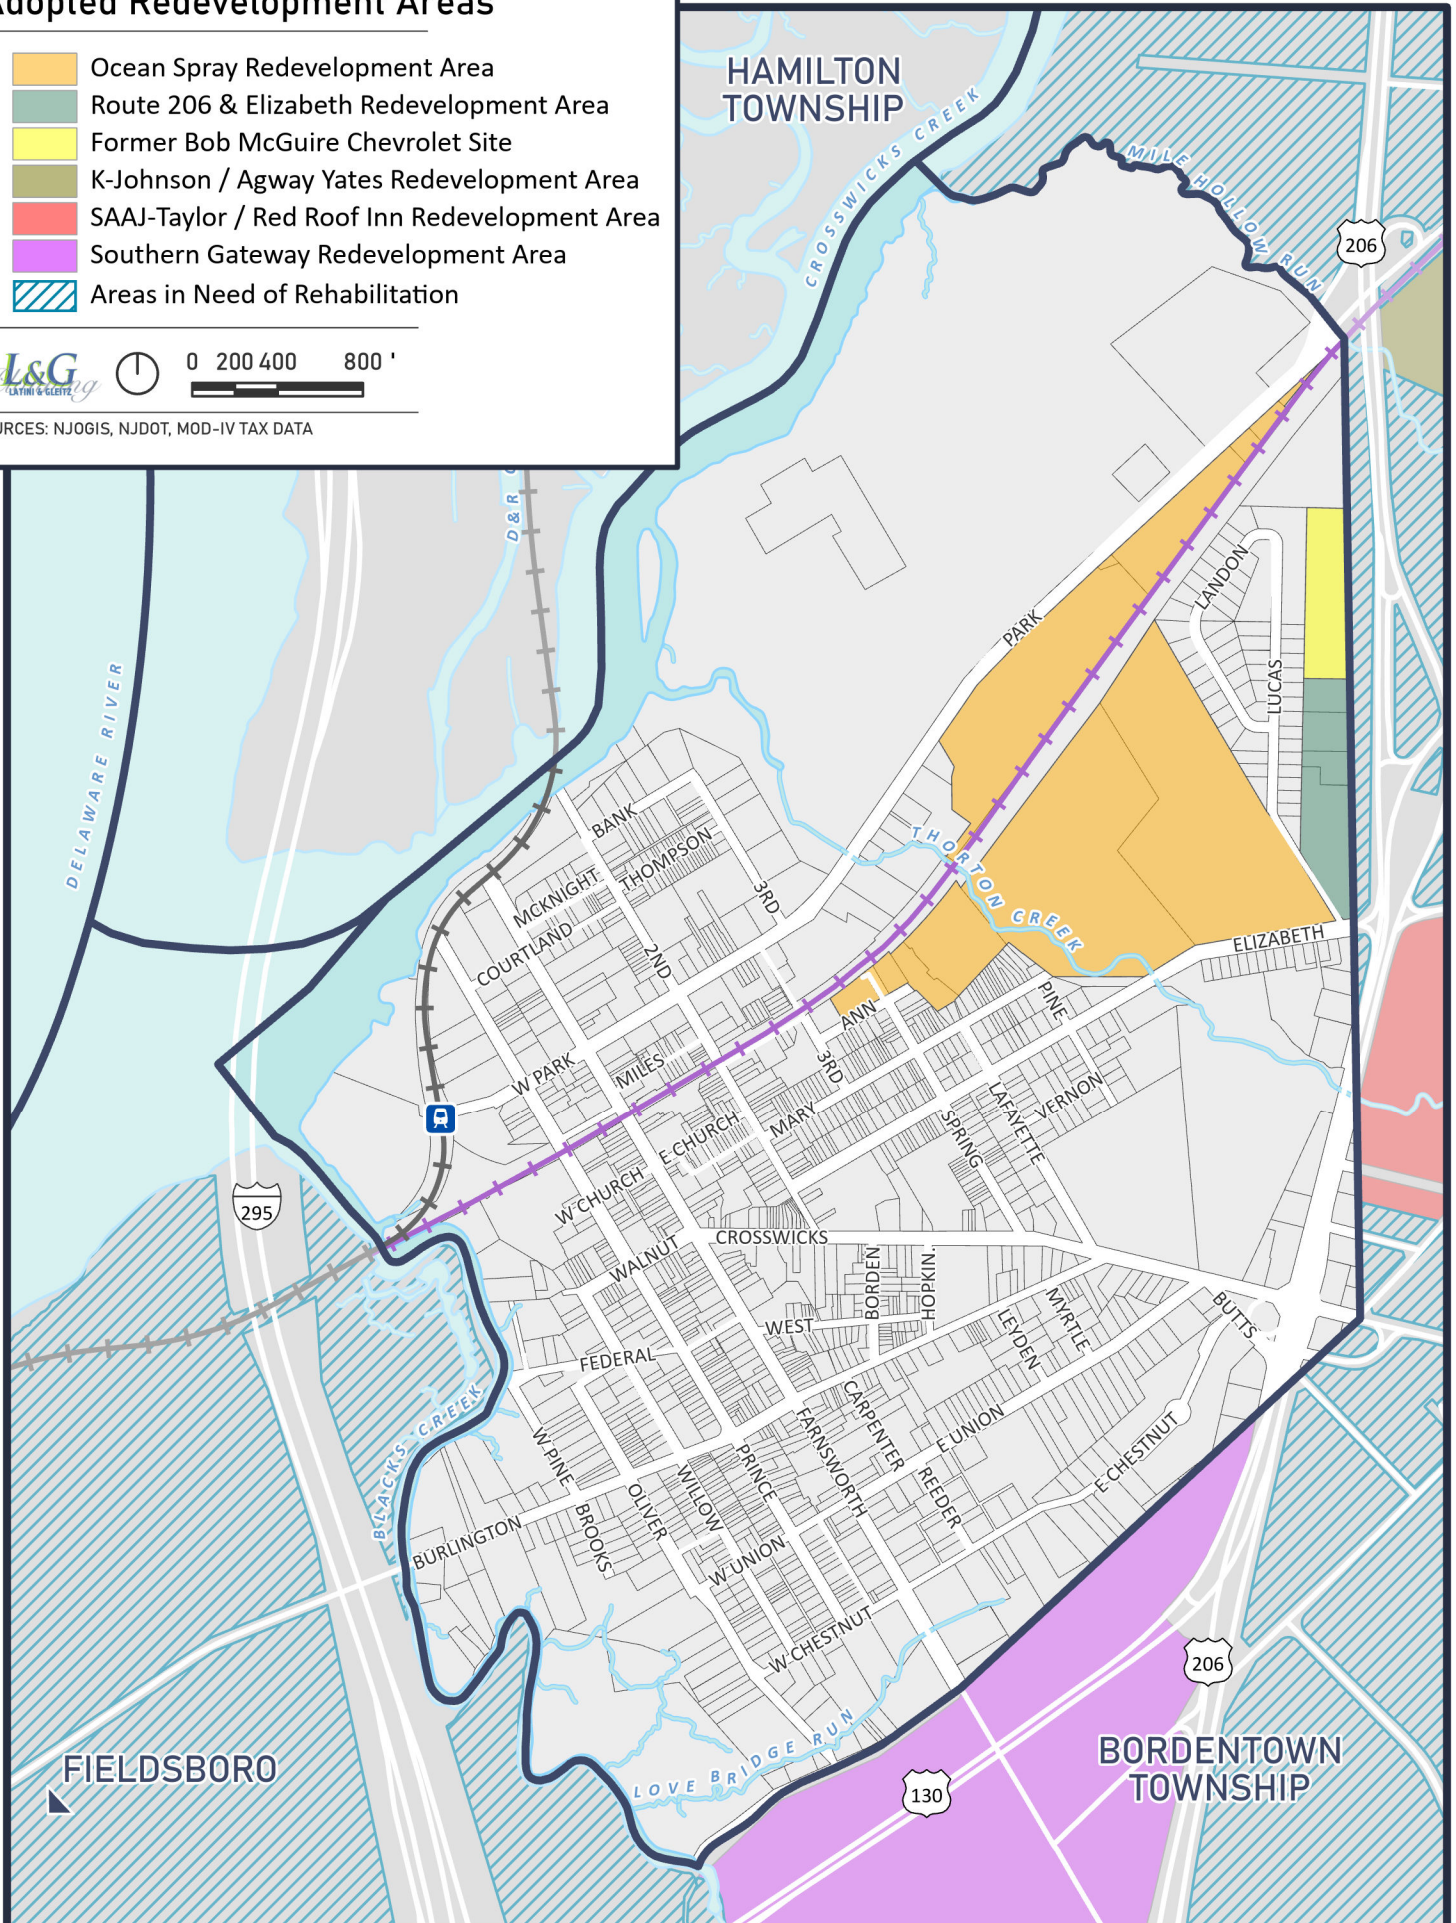 Adopted Redevelopment Areas
Ocean Spray Redevelopment Area
Route 206 & Elizabeth Redevelopment Area
Former Bob McGuire Chevrolet Site
K-Johnson / Agway Yates Redevelopment Area
SAAJ-Taylor / Red Roof Inn Redevelopment Area
Southern Gateway Redevelopment Area
Areas in Need of Rehabilitation
L&G
LATINI & GLEITZ
0 200 400 800 '
SOURCES: NJOGIS, NJDOT, MOD-IV TAX DATA
HAMILTON
TOWNSHIP
CROSSWICKS CREEK
MILE HOLLOW RUN
206
D&R
DELAWARE RIVER
LANDON
LUCAS
PARK
THORTON CREEK
BANK
THOMPSON
MCKNIGHT
COURTLAND
3RD
2ND
ELIZABETH
PINE
ANN
3RD
W PARK
MILES
MARY
E CHURCH
W CHURCH
SPRING
LAFAYETTE
VERNON
295
WALNUT
CROSSWICKS
BORDEN
HOPKIN.
WEST
FEDERAL
LEYDEN
MYRTLE
BUTTS
BLACKS CREEK
W PINE
CARPENTER
FARNSWORTH
PRINCE
WILLOW
OLIVER
BROOKS
BURLINGTON
E UNION
REEDER
E CHESTNUT
W UNION
W CHESTNUT
206
LOVE BRIDGE RUN
130
FIELDSBORO
BORDENTOWN
TOWNSHIP